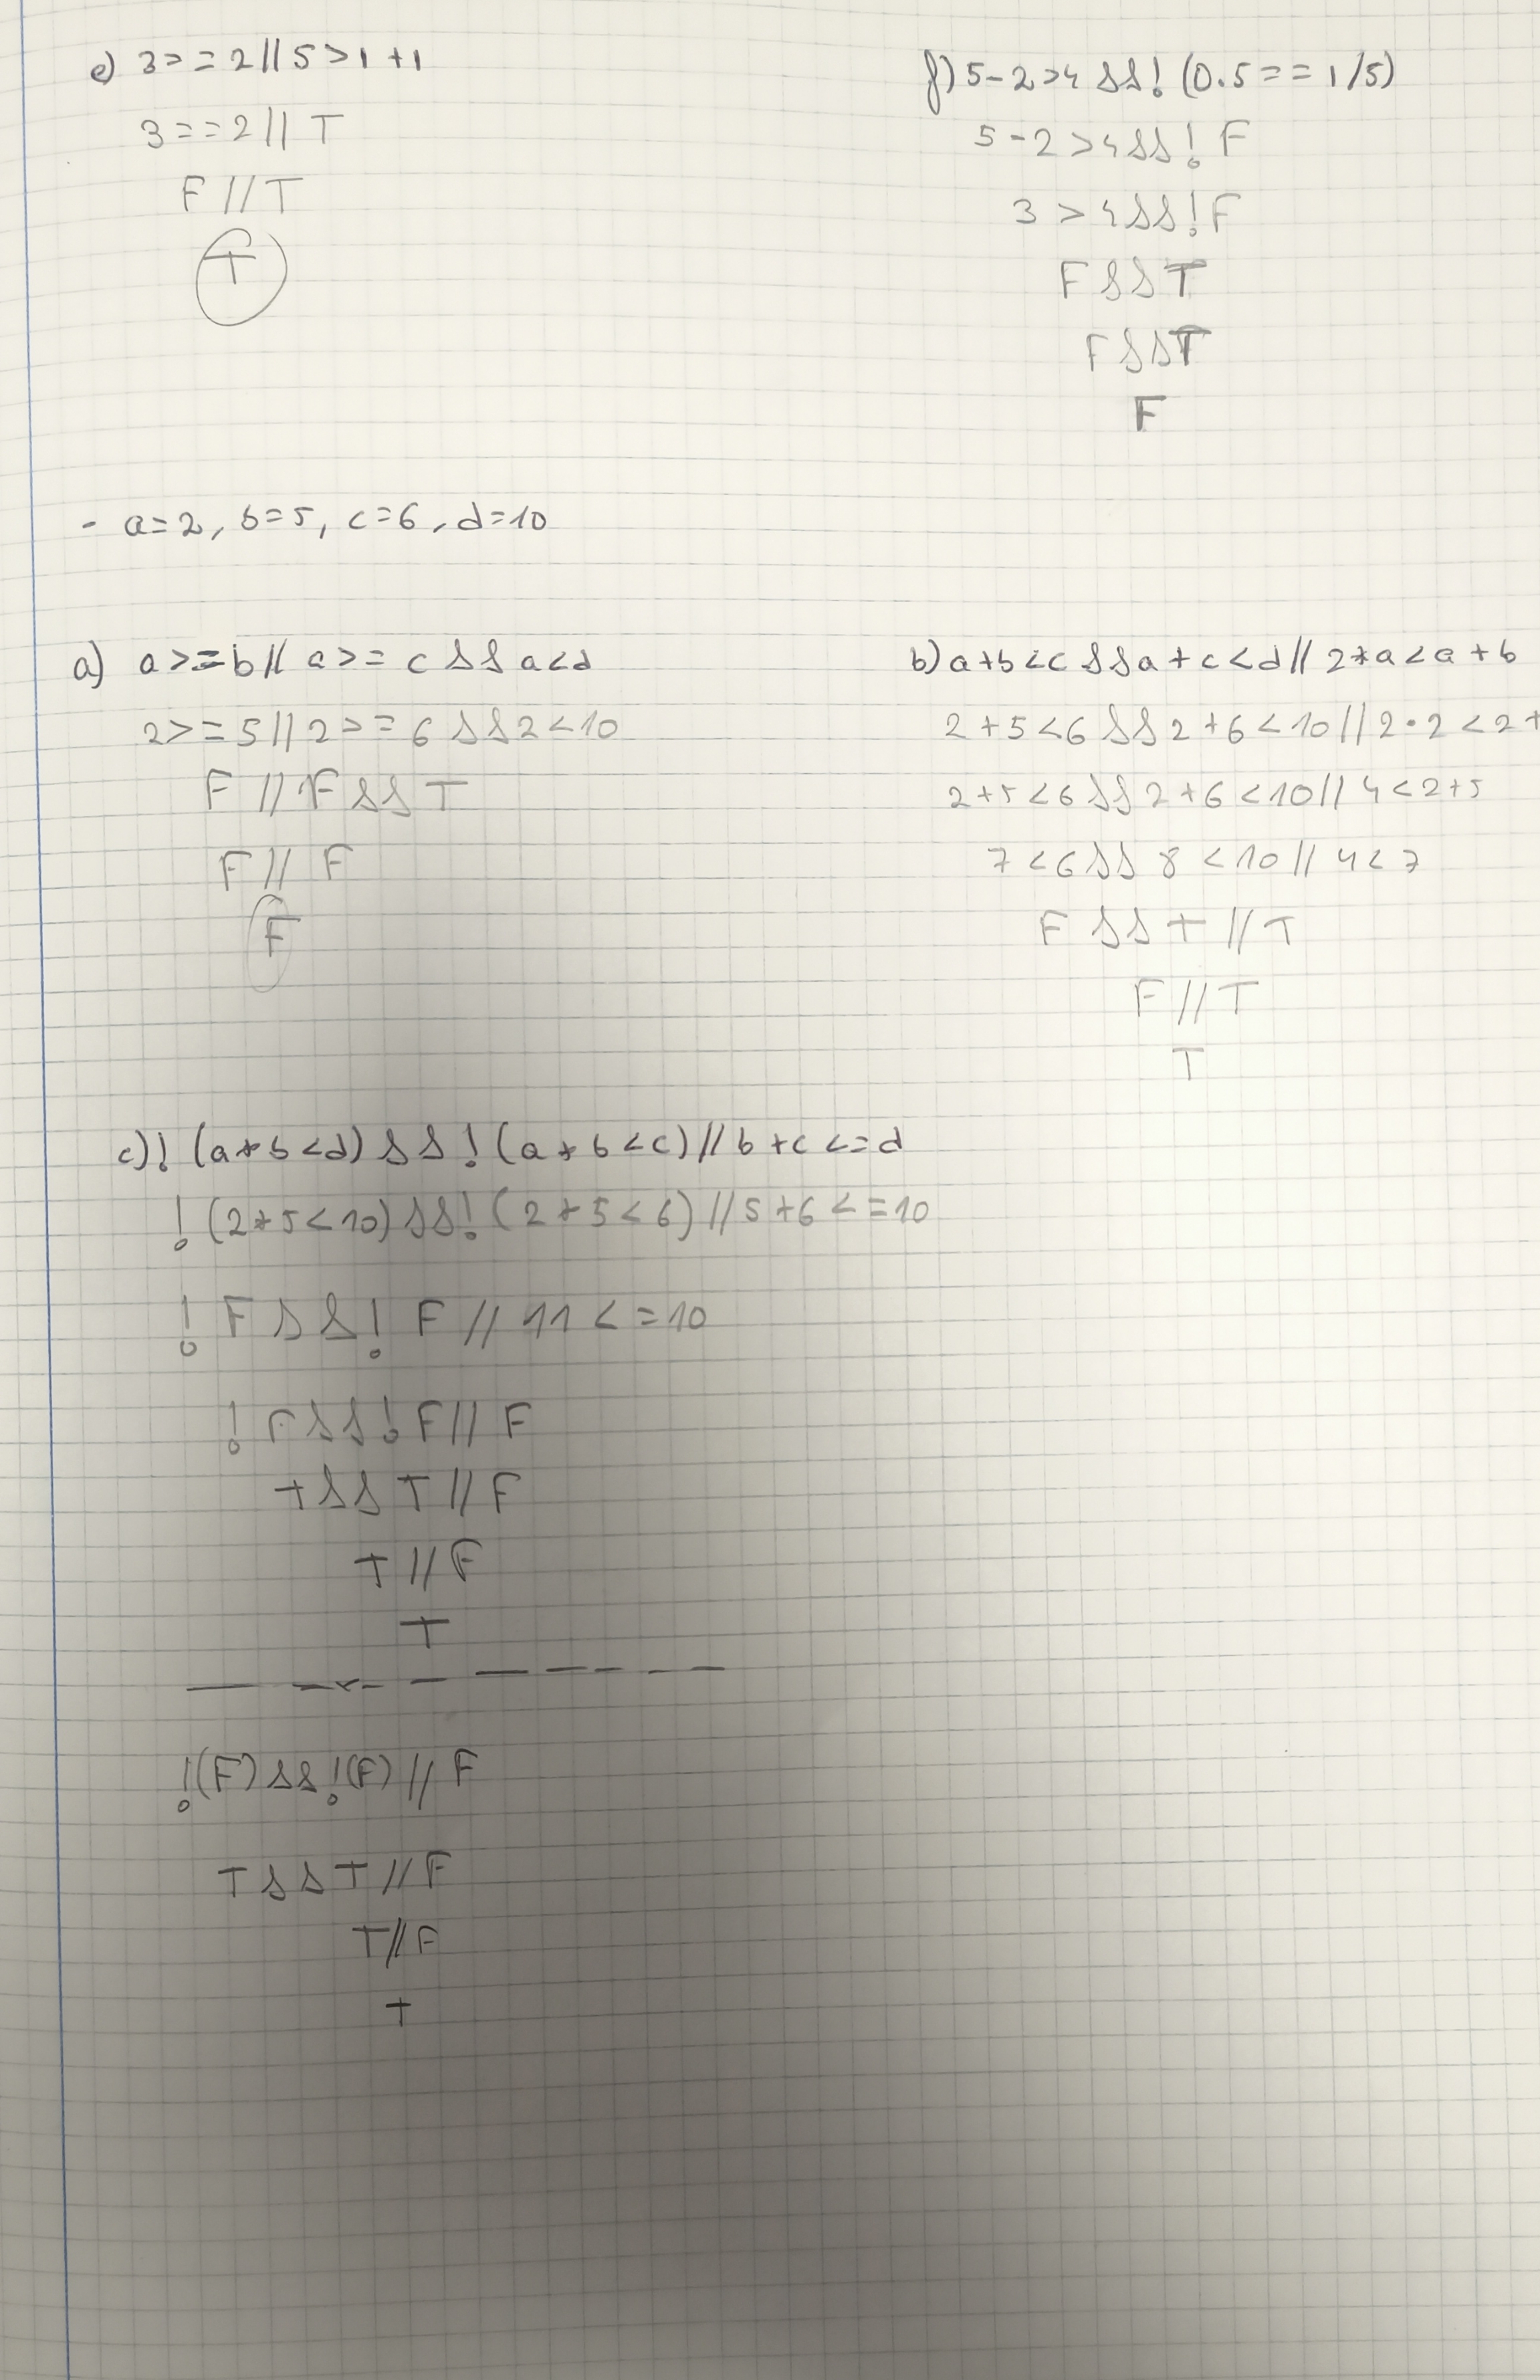 e) 3>=2 || 5>1+1
3==2 || T
F || T
T
f) 5-2>4 && !(0.5==1/5)
5-2>4 && !F
3>4 && !F
F && T
F && T
F
- a=2, b=5, c=6, d=10
a) a>=b || a>=c && a<d
2>=5 || 2>=6 && 2<10
F || F && T
F || F
F
b) a+b<c && a+c<d || 2*a<a+b
2+5<6 && 2+6<10 || 2·2<2+
2+5<6 && 2+6<10 || 4<2+5
7<6 && 8<10 || 4<7
F && T || T
F || T
T
c) !(a*b<d) && !(a*b<c) || b+c<=d
!(2*5<10) && !(2*5<6) || 5+6<=10
!F && !F || 11<=10
!F && !F || F
T && T || F
T || F
T
!(F) && !(F) || F
T && T || F
T || F
T